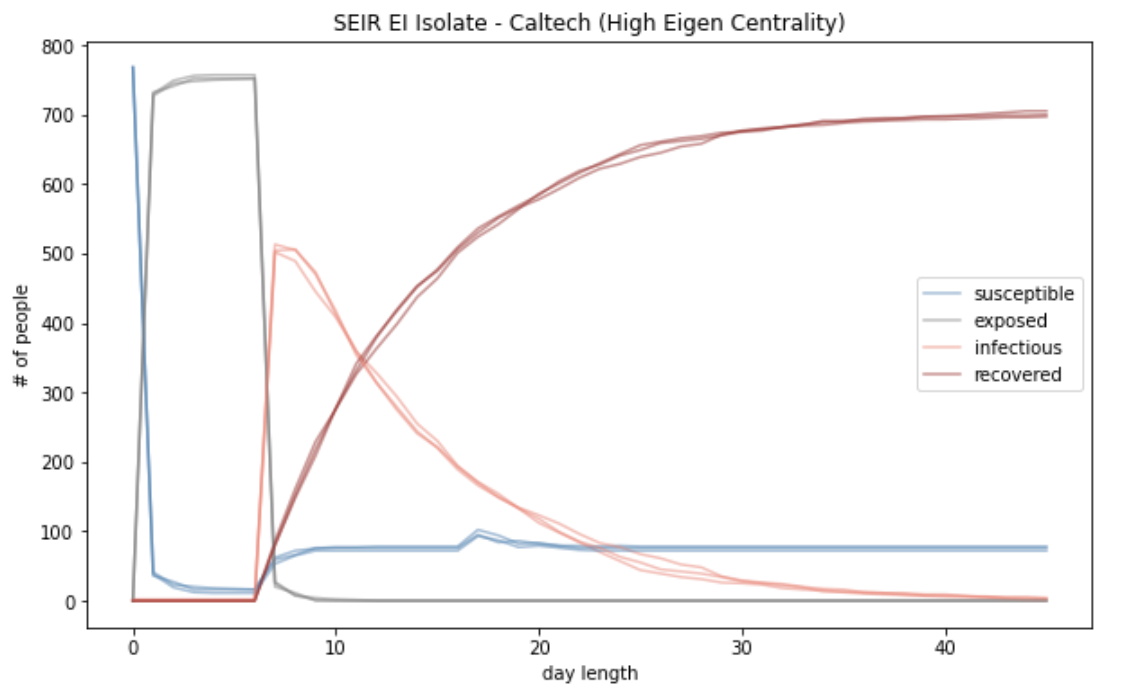 SEIR EI Isolate - Caltech (High Eigen Centrality)
800
700
600
500
400
300
200
100
0
# of people
susceptible
exposed
infectious
recovered
0 10 20 30 40
day length